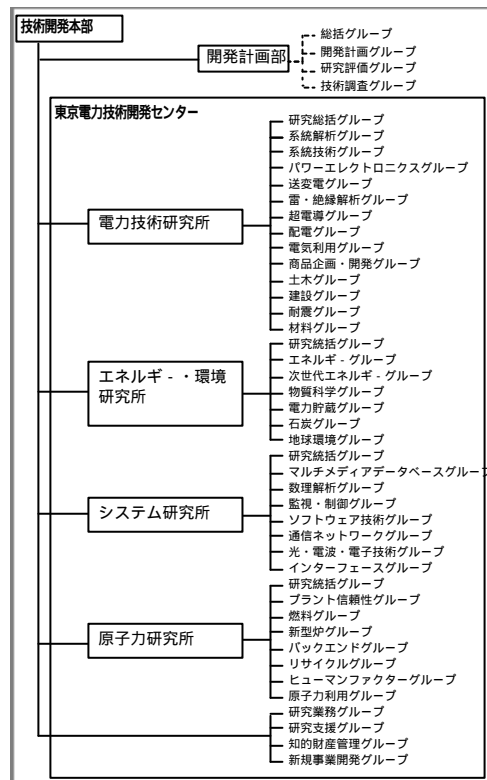 技術開発本部
開発計画部
総括グループ
開発計画グループ
研究評価グループ
技術調査グループ
東京電力技術開発センター
電力技術研究所
研究総括グループ
系統解析グループ
系統技術グループ
パワーエレクトロニクスグループ
送変電グループ
雷・絶縁解析グループ
超電導グループ
配電グループ
電気利用グループ
商品企画・開発グループ
土木グループ
建設グループ
耐震グループ
材料グループ
エネルギ-・環境
研究所
研究統括グループ
エネルギ-グループ
次世代エネルギ-グループ
物質科学グループ
電力貯蔵グループ
石炭グループ
地球環境グループ
システム研究所
研究統括グループ
マルチメディアデータベースグループ
数理解析グループ
監視・制御グループ
ソフトウェア技術グループ
通信ネットワークグループ
光・電波・電子技術グループ
インターフェースグループ
原子力研究所
研究統括グループ
プラント信頼性グループ
燃料グループ
新型炉グループ
バックエンドグループ
リサイクルグループ
ヒューマンファクターグループ
原子力利用グループ
研究業務グループ
研究支援グループ
知的財産管理グループ
新規事業開発グループ